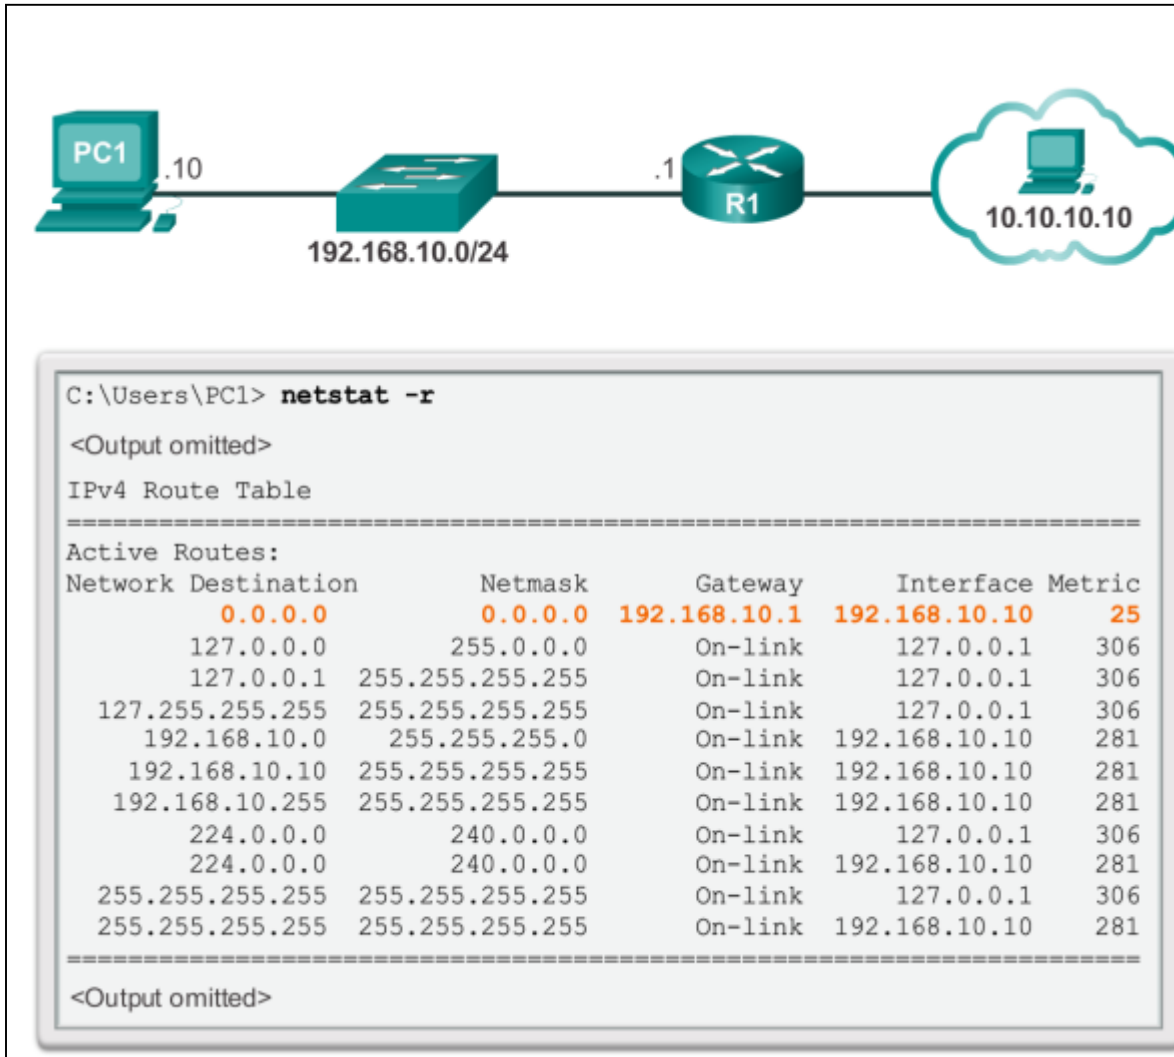 PC1
.10
.1
R1
10.10.10.10
192.168.10.0/24
C:\Users\PC1> netstat -r
<Output omitted>
IPv4 Route Table
======================================================================
Active Routes:
Network Destination Netmask Gateway Interface Metric
0.0.0.0 0.0.0.0 192.168.10.1 192.168.10.10 25
127.0.0.0 255.0.0.0 On-link 127.0.0.1 306
127.0.0.1 255.255.255.255 On-link 127.0.0.1 306
127.255.255.255 255.255.255.255 On-link 127.0.0.1 306
192.168.10.0 255.255.255.0 On-link 192.168.10.10 281
192.168.10.10 255.255.255.255 On-link 192.168.10.10 281
192.168.10.255 255.255.255.255 On-link 192.168.10.10 281
224.0.0.0 240.0.0.0 On-link 127.0.0.1 306
224.0.0.0 240.0.0.0 On-link 192.168.10.10 281
255.255.255.255 255.255.255.255 On-link 127.0.0.1 306
255.255.255.255 255.255.255.255 On-link 192.168.10.10 281
======================================================================
<Output omitted>